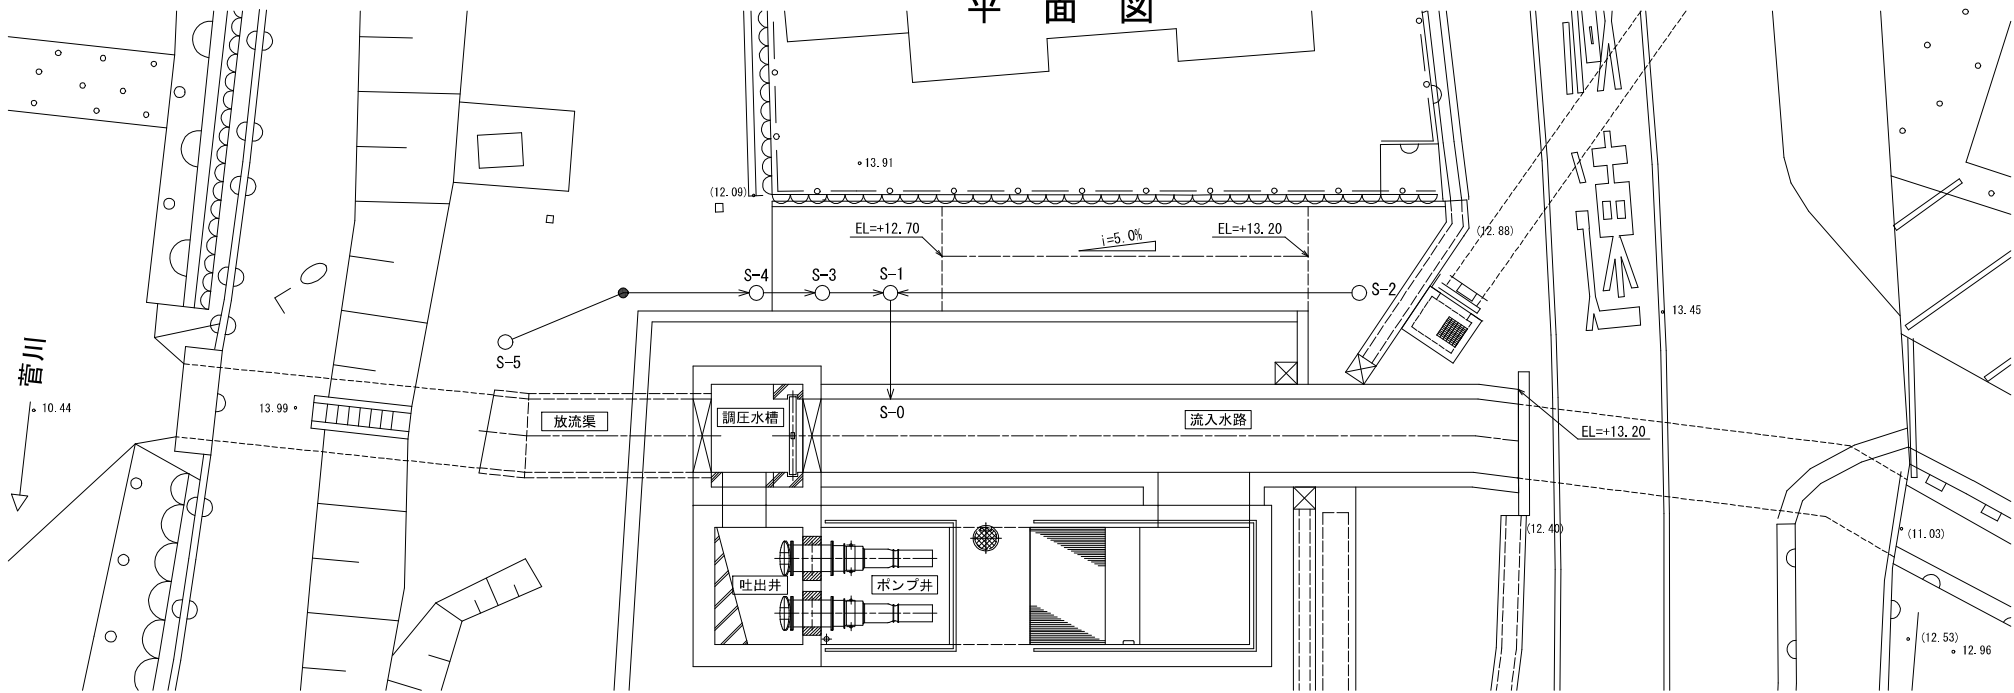 平 面 図
13.91
(12.09)
EL=+12.70
i=5.0%
EL=+13.20
(12.88)
S-4
S-3
S-1
S-2
13.45
S-5
菅川
10.44
13.99
放流渠
調圧水槽
S-0
流入水路
EL=+13.20
(12.40)
(11.03)
吐出井
ポンプ井
(12.53)
12.96